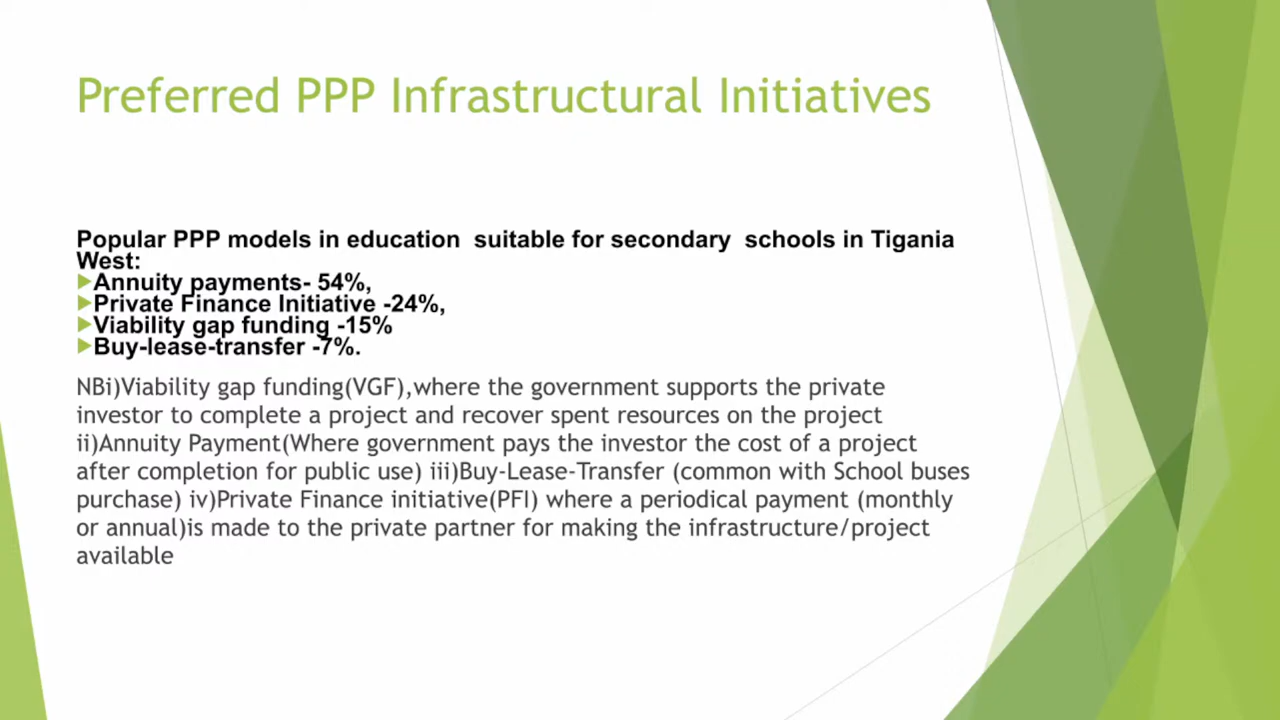 Preferred PPP Infrastructural Initiatives
Popular PPP models in education  suitable for secondary  schools in Tigania
West:
Annuity payments- 54%,
Private Finance Initiative -24%,
Viability gap funding -15%
Buy-lease-transfer -7%.
NBi)Viability gap funding(VGF),where the government supports the private
investor to complete a project and recover spent resources on the project
ii)Annuity Payment(Where government pays the investor the cost of a project
after completion for public use) iii)Buy-Lease-Transfer (common with School buses
purchase) iv)Private Finance initiative(PFI) where a periodical payment (monthly
or annual)is made to the private partner for making the infrastructure/project
available